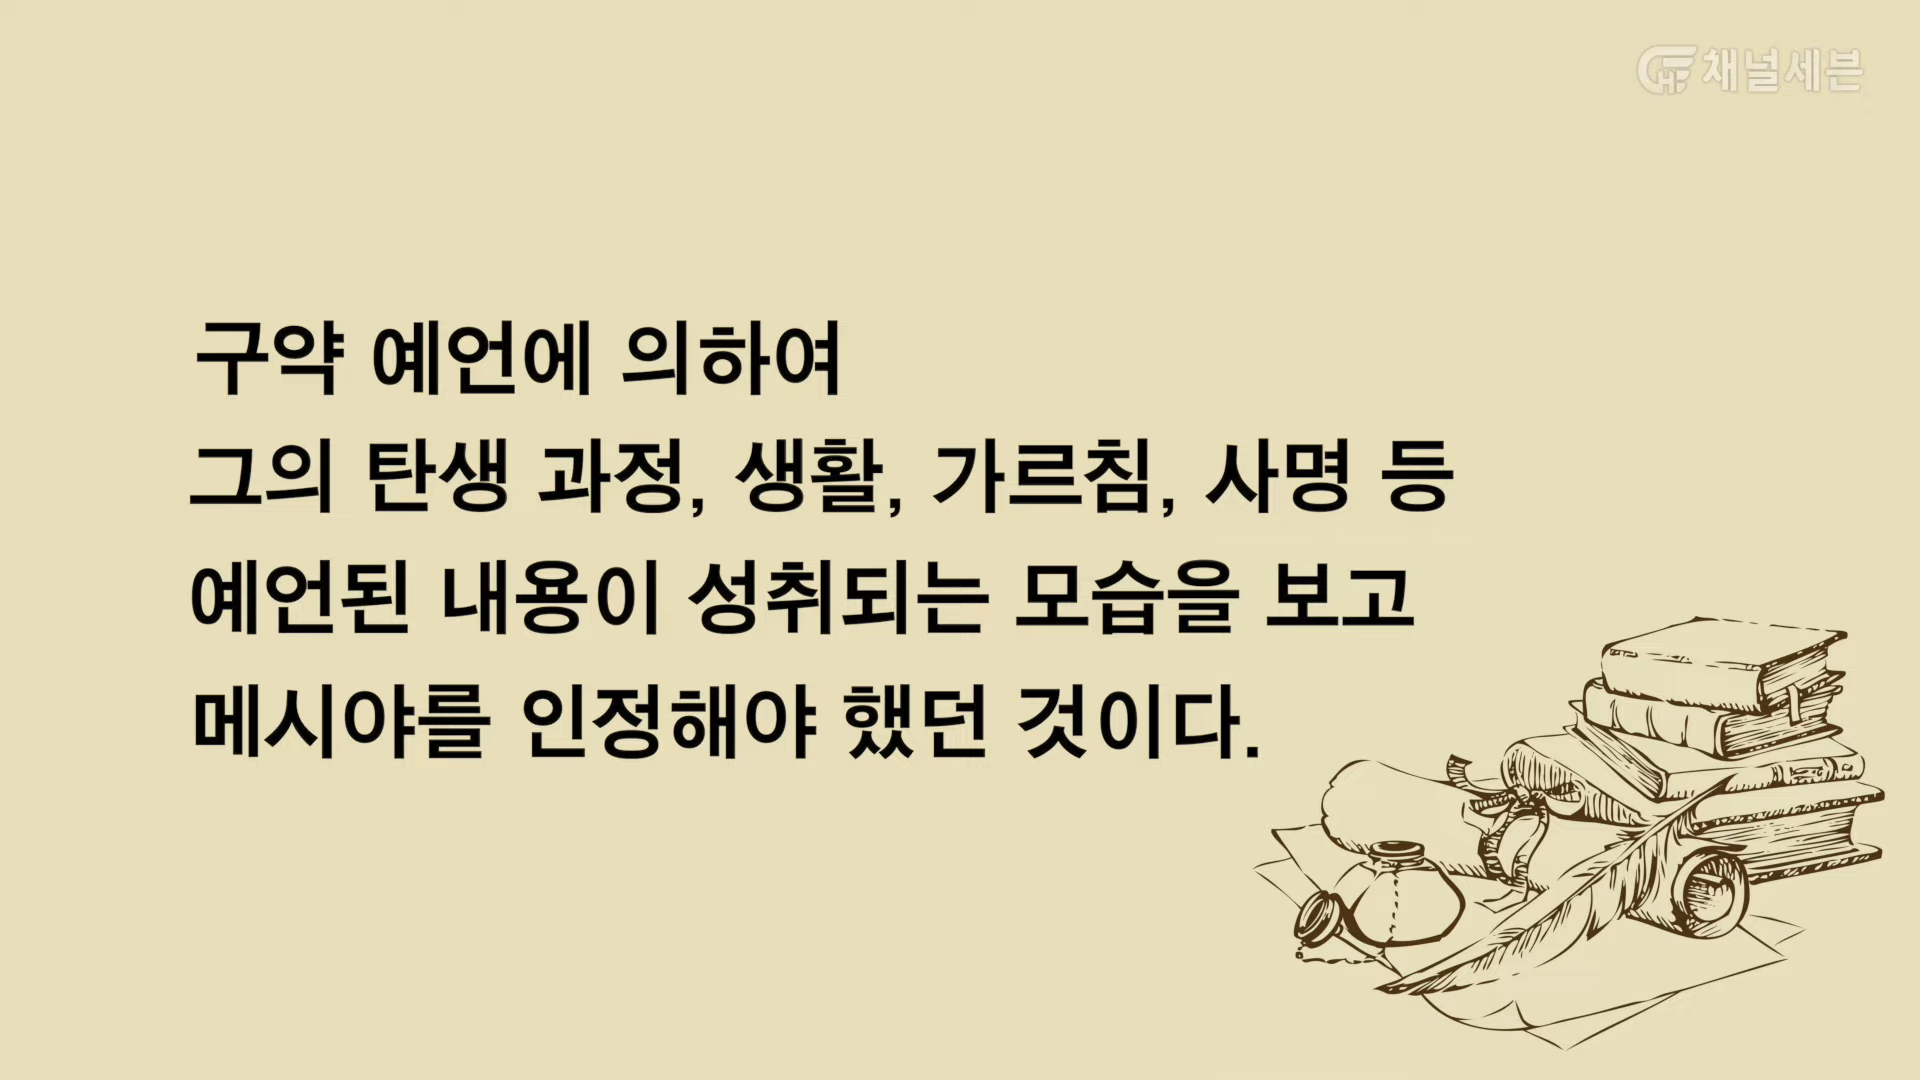 채널세븐
구약 예언에 의하여
그의 탄생 과정, 생활, 가르침, 사명 등
예언된 내용이 성취되는 모습을 보고
메시야를 인정해야 했던 것이다.